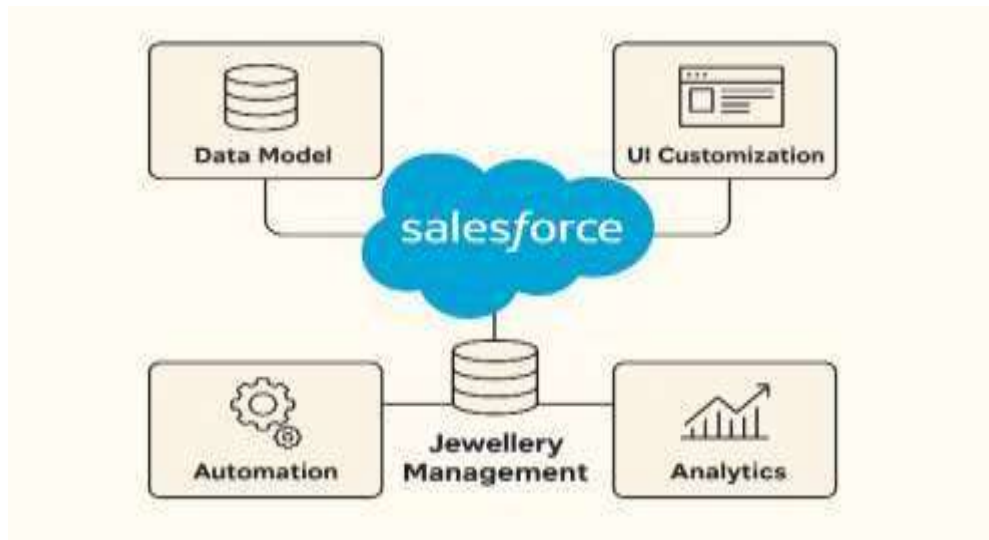 Data Model
UI Customization
salesforce
Automation
Jewellery
Management
Analytics